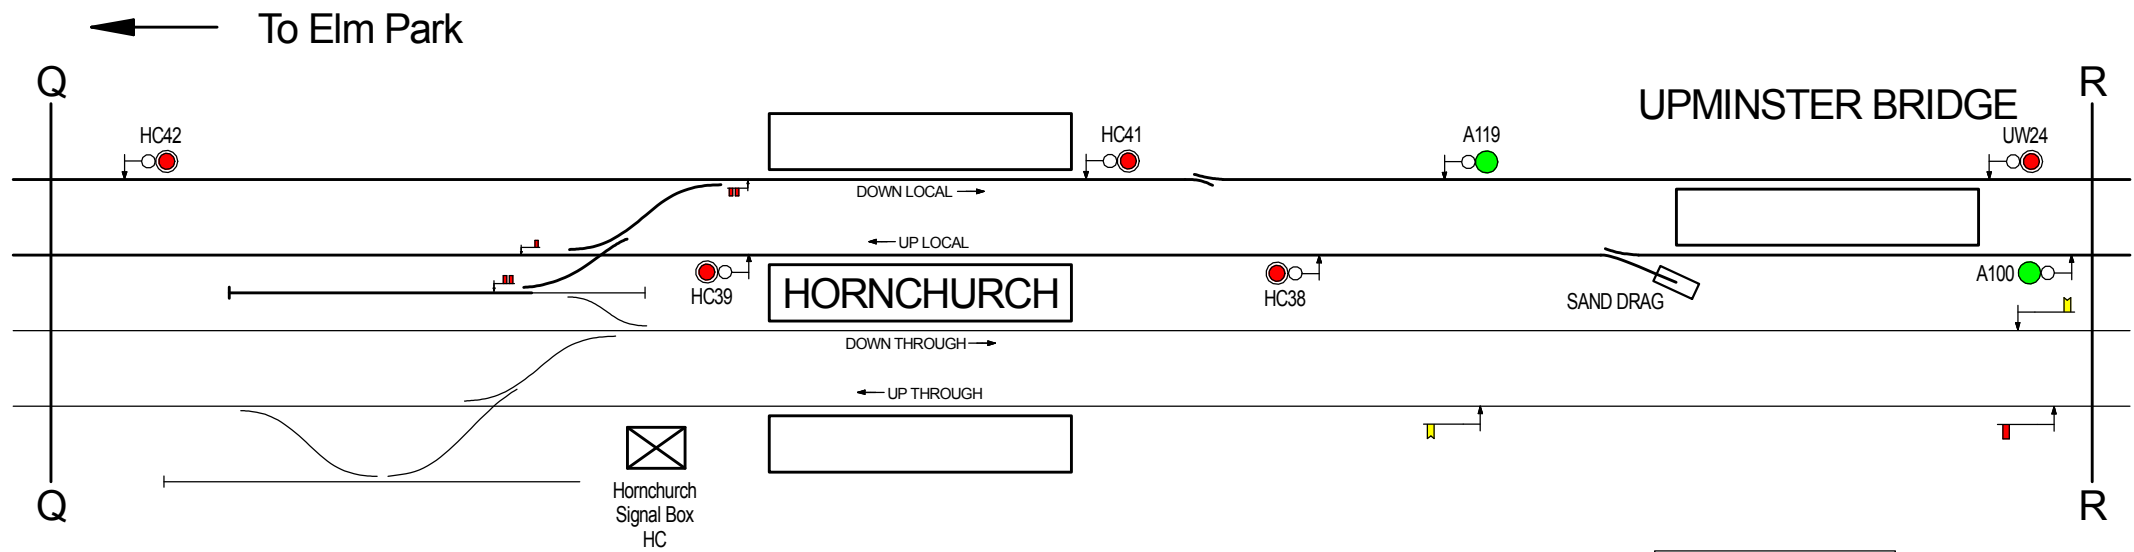 To Elm Park
Q
R
UPMINSTER BRIDGE
HC42
HC41
A119
UW24
DOWN LOCAL
UP LOCAL
HC39
HORNCHURCH
HC38
SAND DRAG
A100
DOWN THROUGH
UP THROUGH
Hornchurch
Signal Box
HC
Q
R